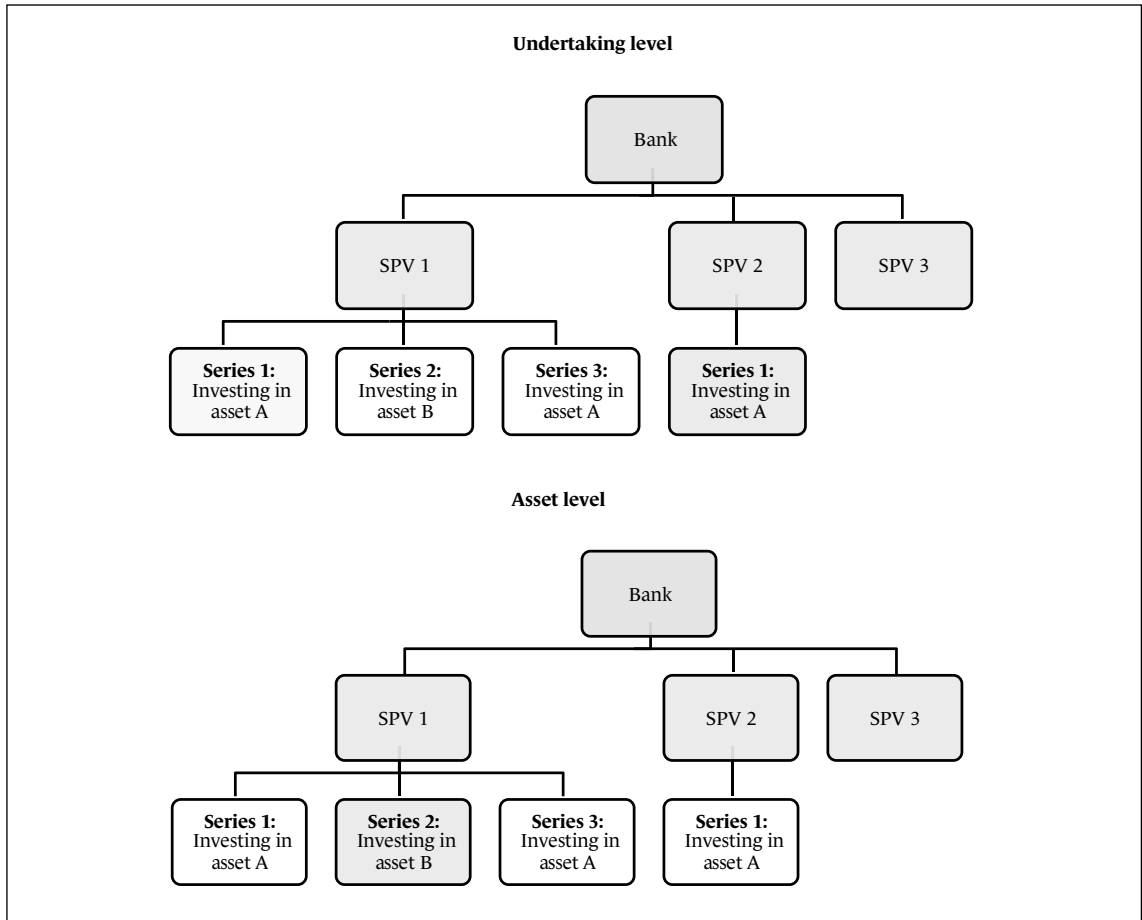 Undertaking level
Bank
SPV 1
SPV 2
SPV 3
Series 1:
Investing in
asset A
Series 2:
Investing in
asset B
Series 3:
Investing in
asset A
Series 1:
Investing in
asset A
Asset level
Bank
SPV 1
SPV 2
SPV 3
Series 1:
Investing in
asset A
Series 2:
Investing in
asset B
Series 3:
Investing in
asset A
Series 1:
Investing in
asset A